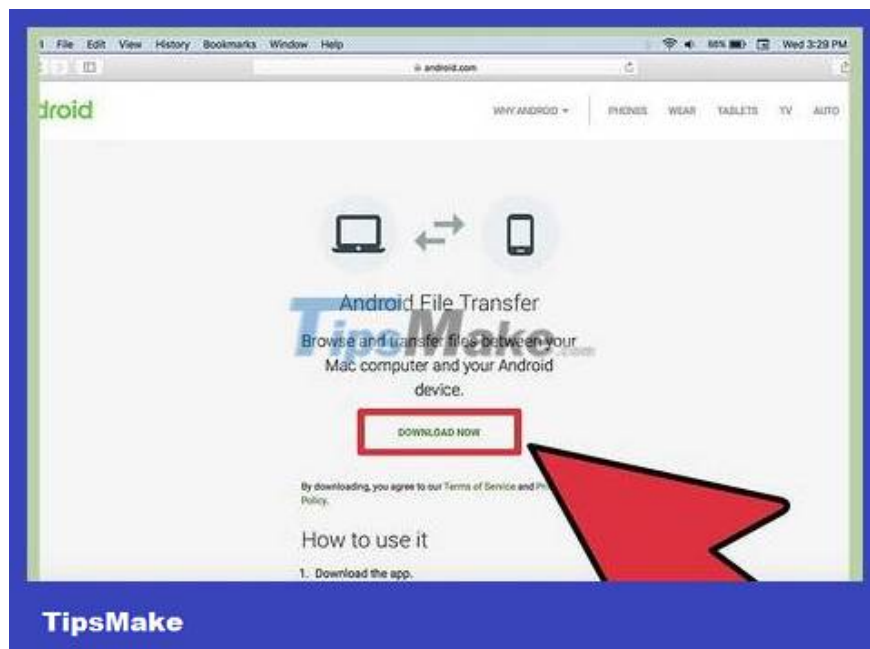 File Edit View History Bookmarks Window Help 66% Wed 3:29 PM
android.com
droid WHY ANDROID PHONES WEAR TABLETS TV AUTO
Android File Transfer
TipsMake.com
Browse and transfer files between your
Mac computer and your Android
device.
DOWNLOAD NOW
By downloading, you agree to our Terms of Service and
Policy.
How to use it
1. Download the app.
TipsMake